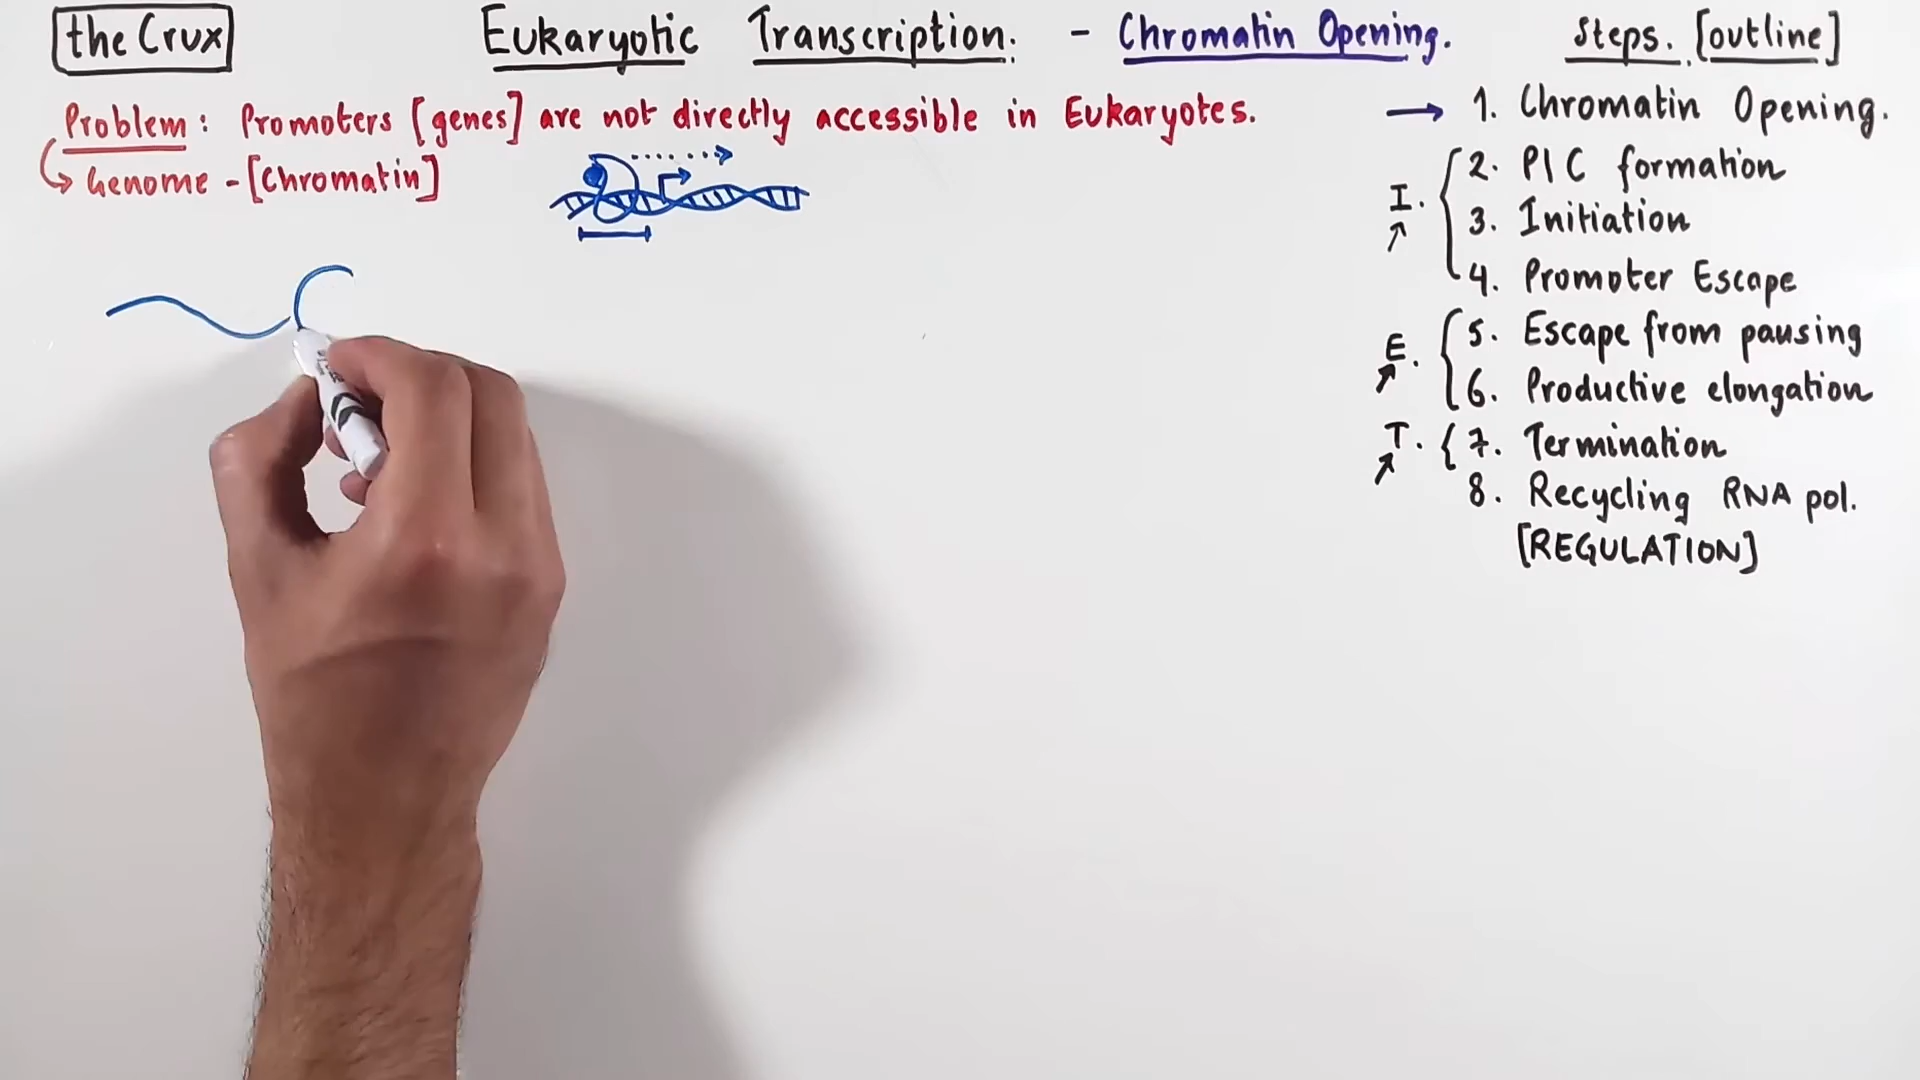 the Crux
Eukaryotic Transcription: - Chromatin Opening.
Problem: Promoters [genes] are not directly accessible in Eukaryotes.
Genome - [Chromatin]
Steps. [outline]
1. Chromatin Opening.
I. 2. PIC formation
3. Initiation
4. Promoter Escape
E. 5. Escape from pausing
6. Productive elongation
T. 7. Termination
8. Recycling RNA pol.
[REGULATION]